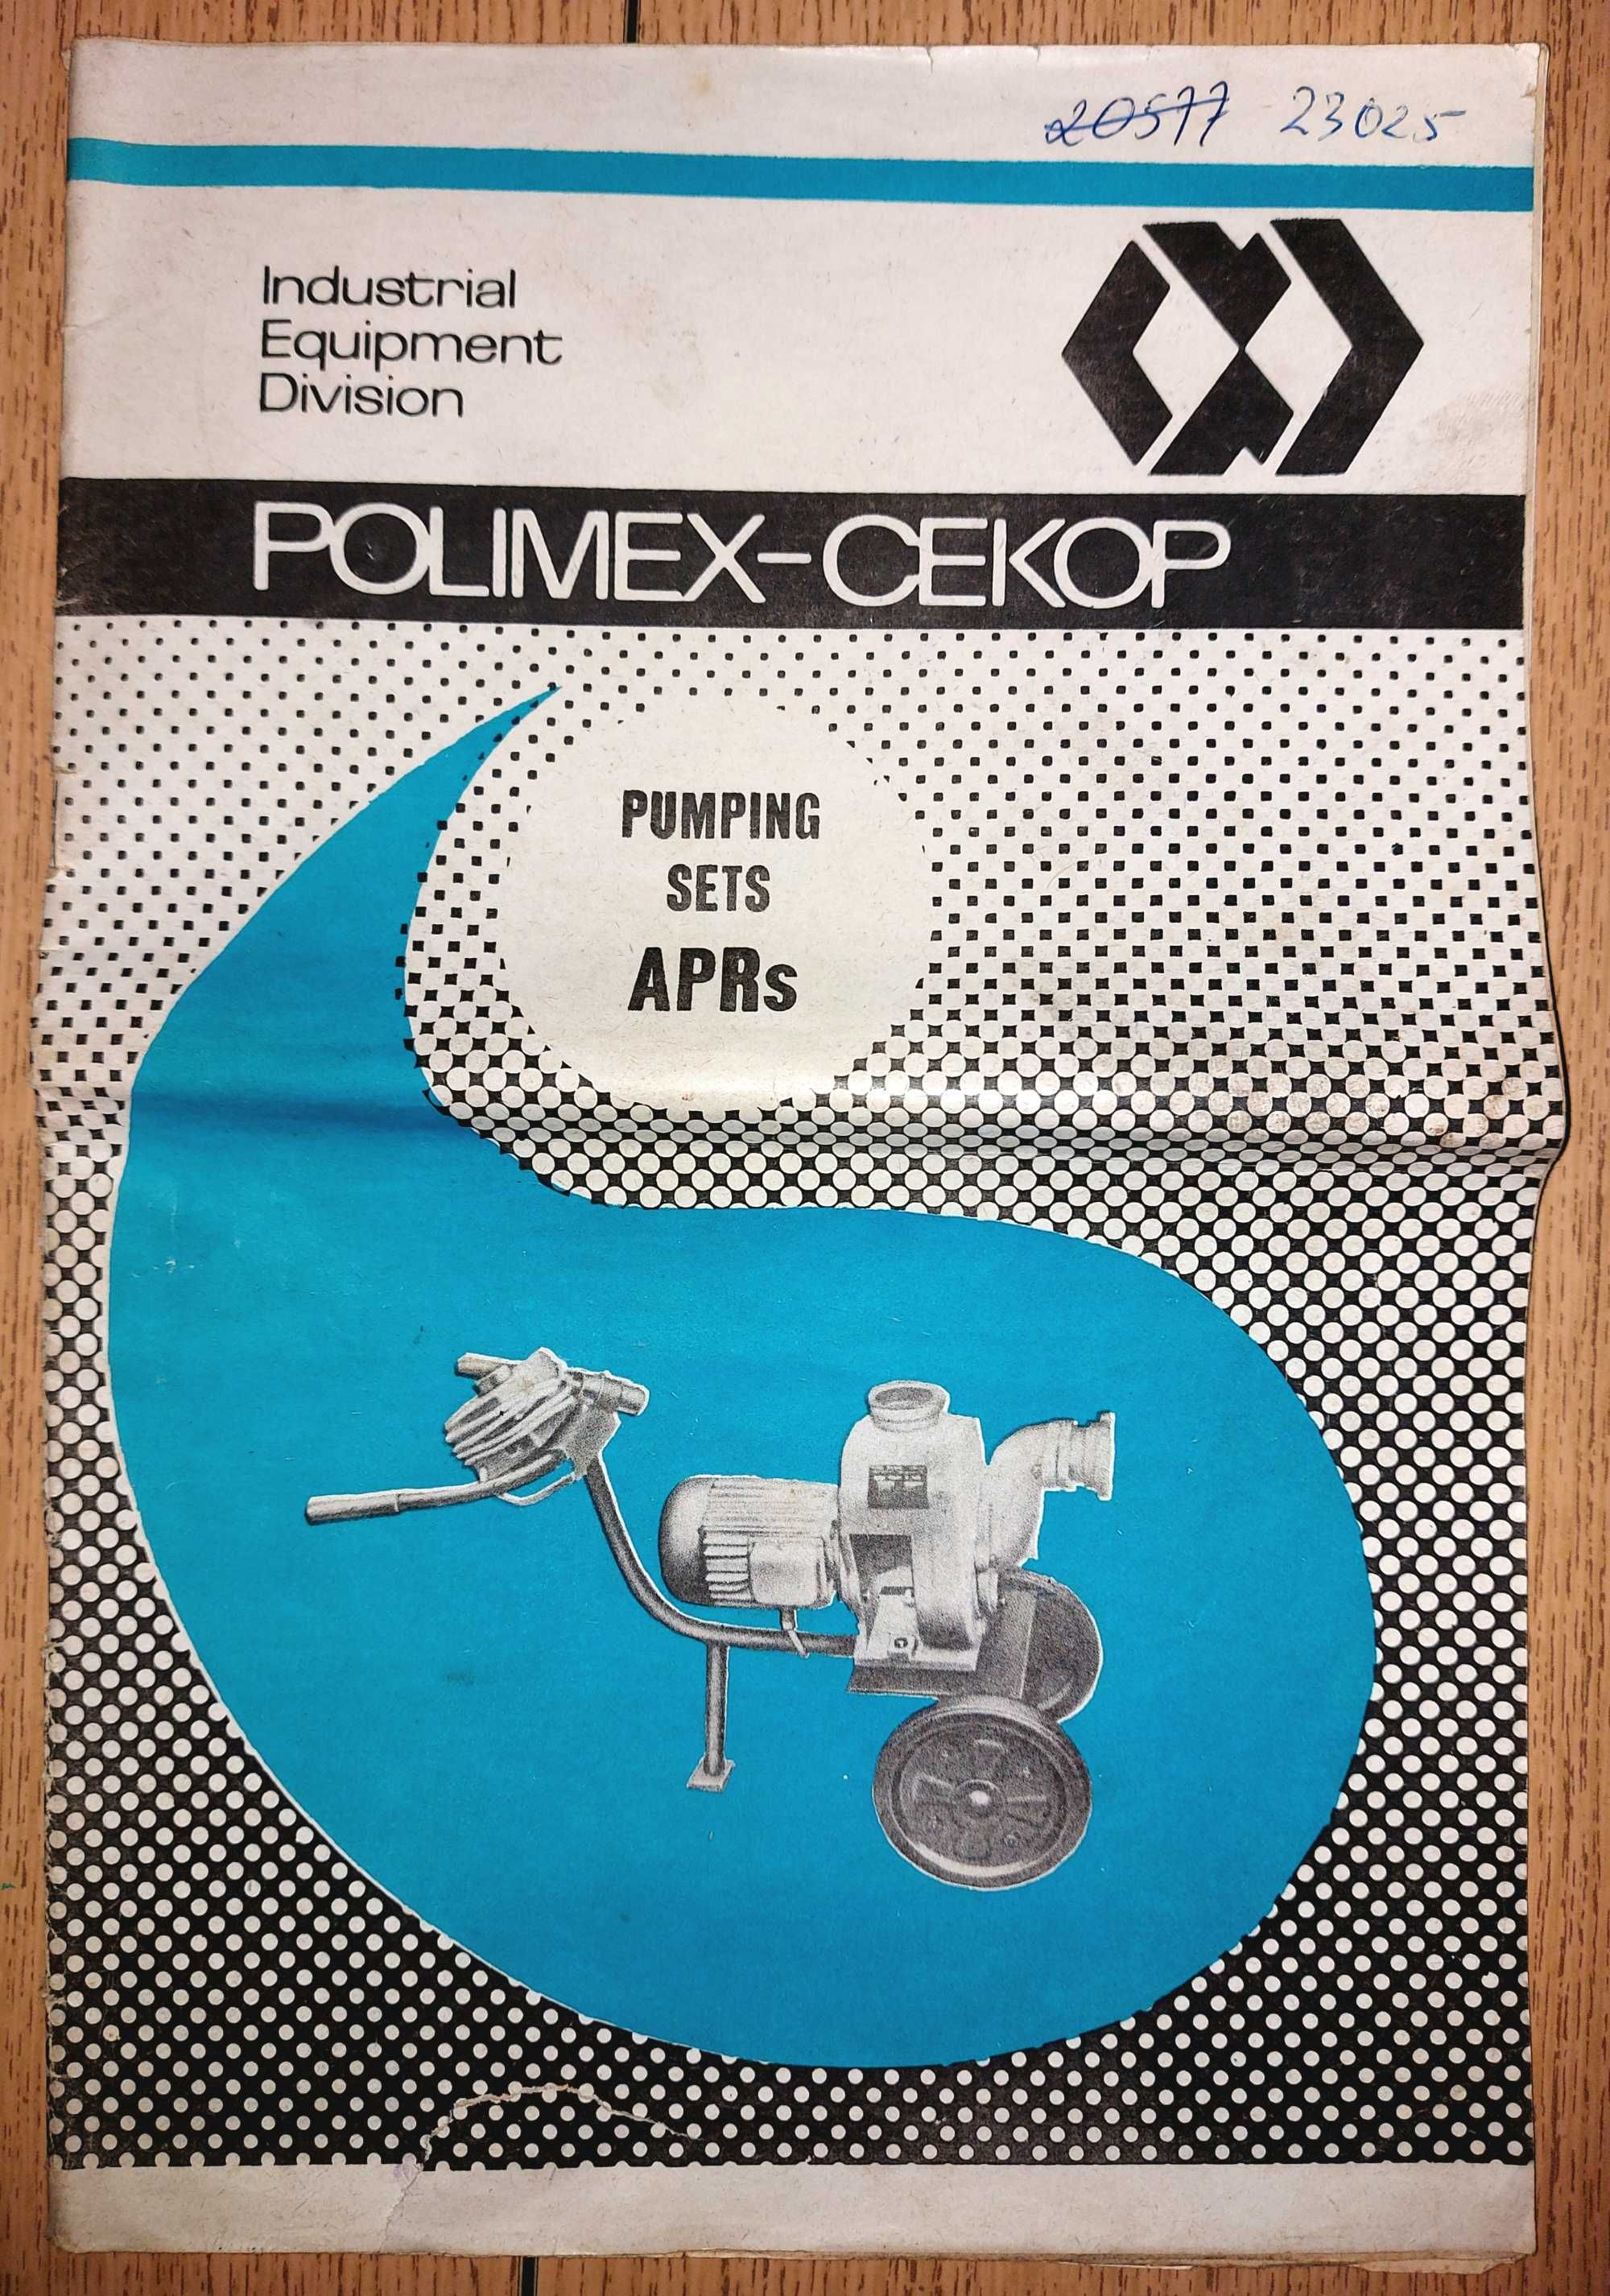 20577 23025
Industrial
Equipment
Division
POLIMEX-CEKOP
PUMPING
SETS
APRs